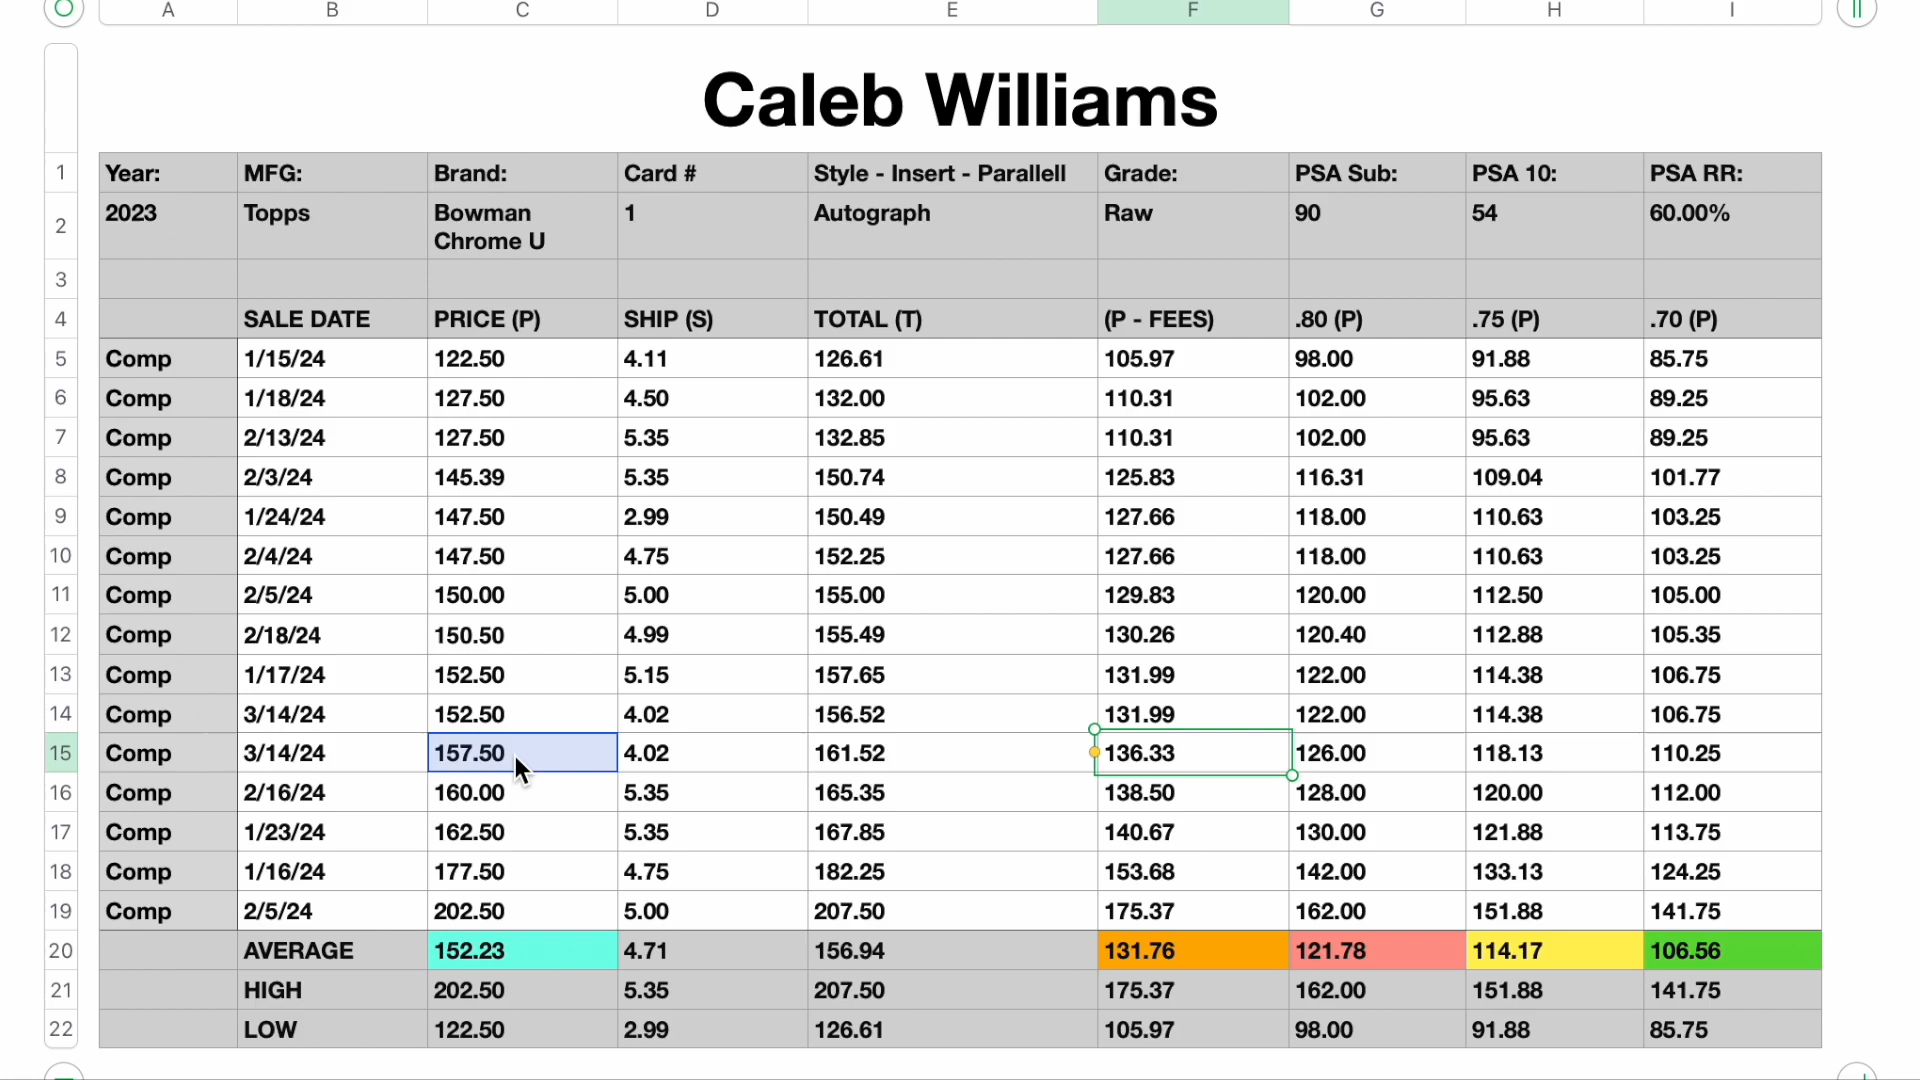 A B C D E F G H I
Caleb Williams
1 Year: MFG: Brand: Card # Style - Insert - Parallell Grade: PSA Sub: PSA 10: PSA RR:
2 2023 Topps Bowman Chrome U 1 Autograph Raw 90 54 60.00%
3
4 SALE DATE PRICE (P) SHIP (S) TOTAL (T) (P - FEES) .80 (P) .75 (P) .70 (P)
5 Comp 1/15/24 122.50 4.11 126.61 105.97 98.00 91.88 85.75
6 Comp 1/18/24 127.50 4.50 132.00 110.31 102.00 95.63 89.25
7 Comp 2/13/24 127.50 5.35 132.85 110.31 102.00 95.63 89.25
8 Comp 2/3/24 145.39 5.35 150.74 125.83 116.31 109.04 101.77
9 Comp 1/24/24 147.50 2.99 150.49 127.66 118.00 110.63 103.25
10 Comp 2/4/24 147.50 4.75 152.25 127.66 118.00 110.63 103.25
11 Comp 2/5/24 150.00 5.00 155.00 129.83 120.00 112.50 105.00
12 Comp 2/18/24 150.50 4.99 155.49 130.26 120.40 112.88 105.35
13 Comp 1/17/24 152.50 5.15 157.65 131.99 122.00 114.38 106.75
14 Comp 3/14/24 152.50 4.02 156.52 131.99 122.00 114.38 106.75
15 Comp 3/14/24 157.50 4.02 161.52 136.33 126.00 118.13 110.25
16 Comp 2/16/24 160.00 5.35 165.35 138.50 128.00 120.00 112.00
17 Comp 1/23/24 162.50 5.35 167.85 140.67 130.00 121.88 113.75
18 Comp 1/16/24 177.50 4.75 182.25 153.68 142.00 133.13 124.25
19 Comp 2/5/24 202.50 5.00 207.50 175.37 162.00 151.88 141.75
20 AVERAGE 152.23 4.71 156.94 131.76 121.78 114.17 106.56
21 HIGH 202.50 5.35 207.50 175.37 162.00 151.88 141.75
22 LOW 122.50 2.99 126.61 105.97 98.00 91.88 85.75